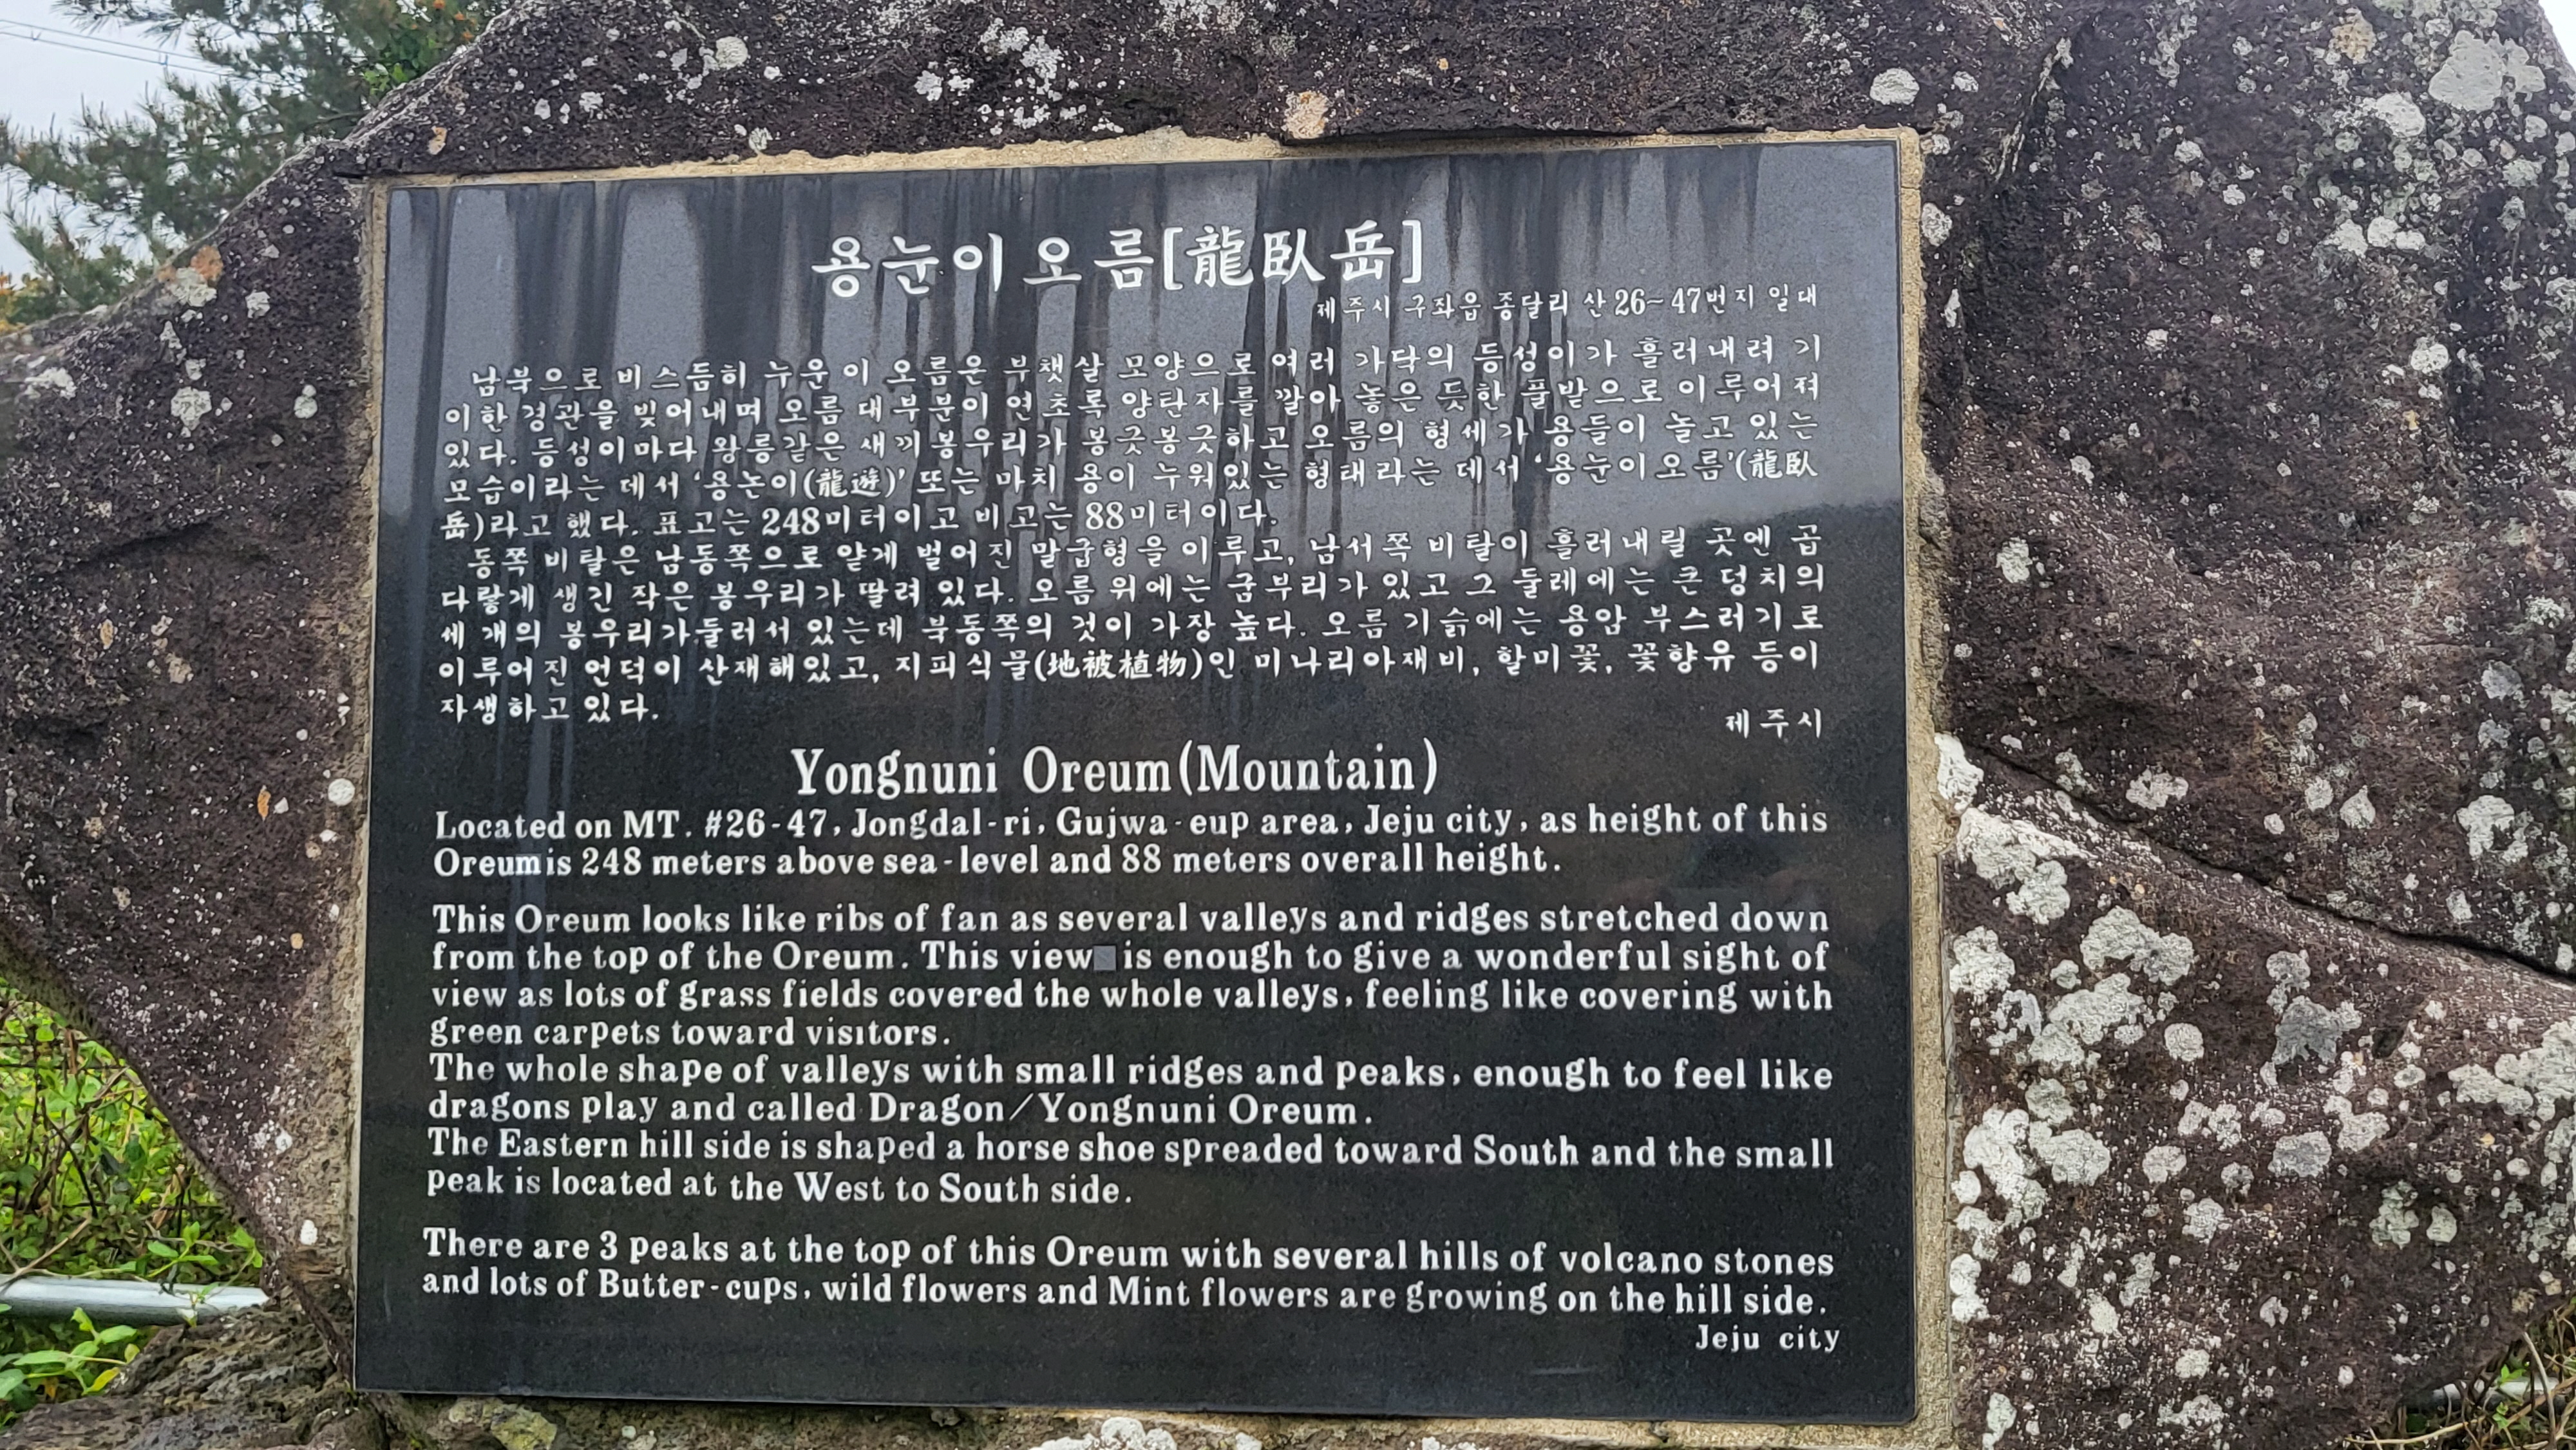 용눈이오름[龍臥岳]
제주시 구좌읍 종달리 산26~47번지 일대
남북으로 비스듬히 누운 이 오름은 부챗살 모양으로 여러 가닥의 등성이가 흘러내려 기
이한 경관을 빚어내며 오름 대부분이 연초록 양탄자를 깔아 놓은 듯한 풀밭으로 이루어져
있다. 등성이마다 왕릉같은 새끼봉우리가 봉긋봉긋하고 오름의 형세가 용들이 놀고 있는
모습이라는 데서 '용논이(龍遊)' 또는 마치 용이 누워있는 형태라는 데서 '용눈이오름'(龍臥
岳)라고 했다. 표고는 248미터이고 비고는 88미터이다.
동쪽 비탈은 남동쪽으로 얕게 벌어진 말굽형을 이루고, 남서쪽 비탈이 흘러내릴 곳엔 곱
다랗게 생긴 작은 봉우리가 딸려 있다. 오름 위에는 굼부리가 있고 그 둘레에는 큰 덩치의
세 개의 봉우리가둘러서 있는데 북동쪽의 것이 가장 높다. 오름 기슭에는 용암 부스러기로
이루어진 언덕이 산재해있고, 지피식물(地被植物)인 미나리아재비, 할미꽃, 꽃향유 등이
자생하고 있다.
제주시
Yongnuni Oreum(Mountain)
Located on MT. #26-47, Jongdal-ri, Gujwa-eup area, Jeju city, as height of this
Oreum is 248 meters above sea-level and 88 meters overall height.
This Oreum looks like ribs of fan as several valleys and ridges stretched down
from the top of the Oreum. This view is enough to give a wonderful sight of
view as lots of grass fields covered the whole valleys, feeling like covering with
green carpets toward visitors.
The whole shape of valleys with small ridges and peaks, enough to feel like
dragons play and called Dragon/Yongnuni Oreum.
The Eastern hill side is shaped a horse shoe spreaded toward South and the small
peak is located at the West to South side.
There are 3 peaks at the top of this Oreum with several hills of volcano stones
and lots of Butter-cups, wild flowers and Mint flowers are growing on the hill side.
Jeju city